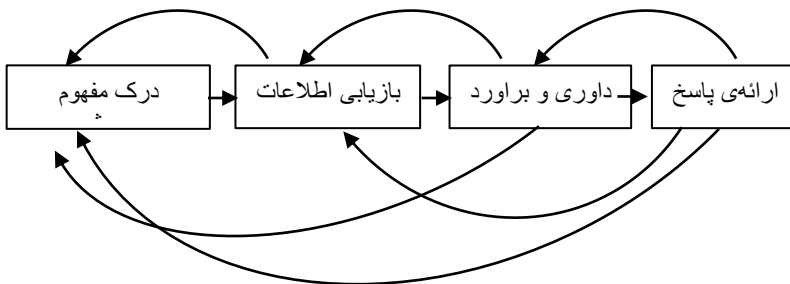 درک مفهوم
بازیابی اطلاعات
داوری و براورد
ارائه‌ی پاسخ